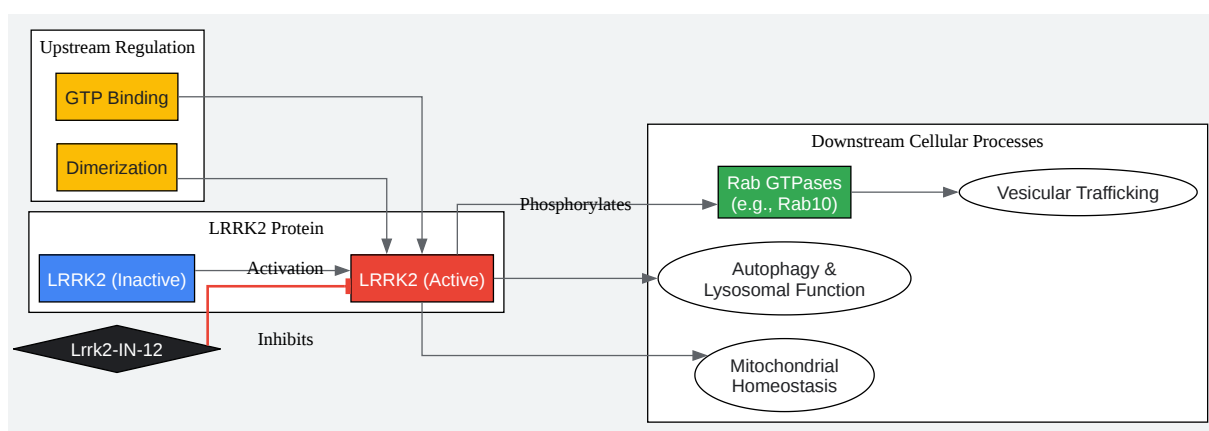 Upstream Regulation
GTP Binding
Dimerization
LRRK2 Protein
LRRK2 (Inactive)
Activation
LRRK2 (Active)
Lrrk2-IN-12
Inhibits
Phosphorylates
Downstream Cellular Processes
Rab GTPases
(e.g., Rab10)
Vesicular Trafficking
Autophagy &
Lysosomal Function
Mitochondrial
Homeostasis